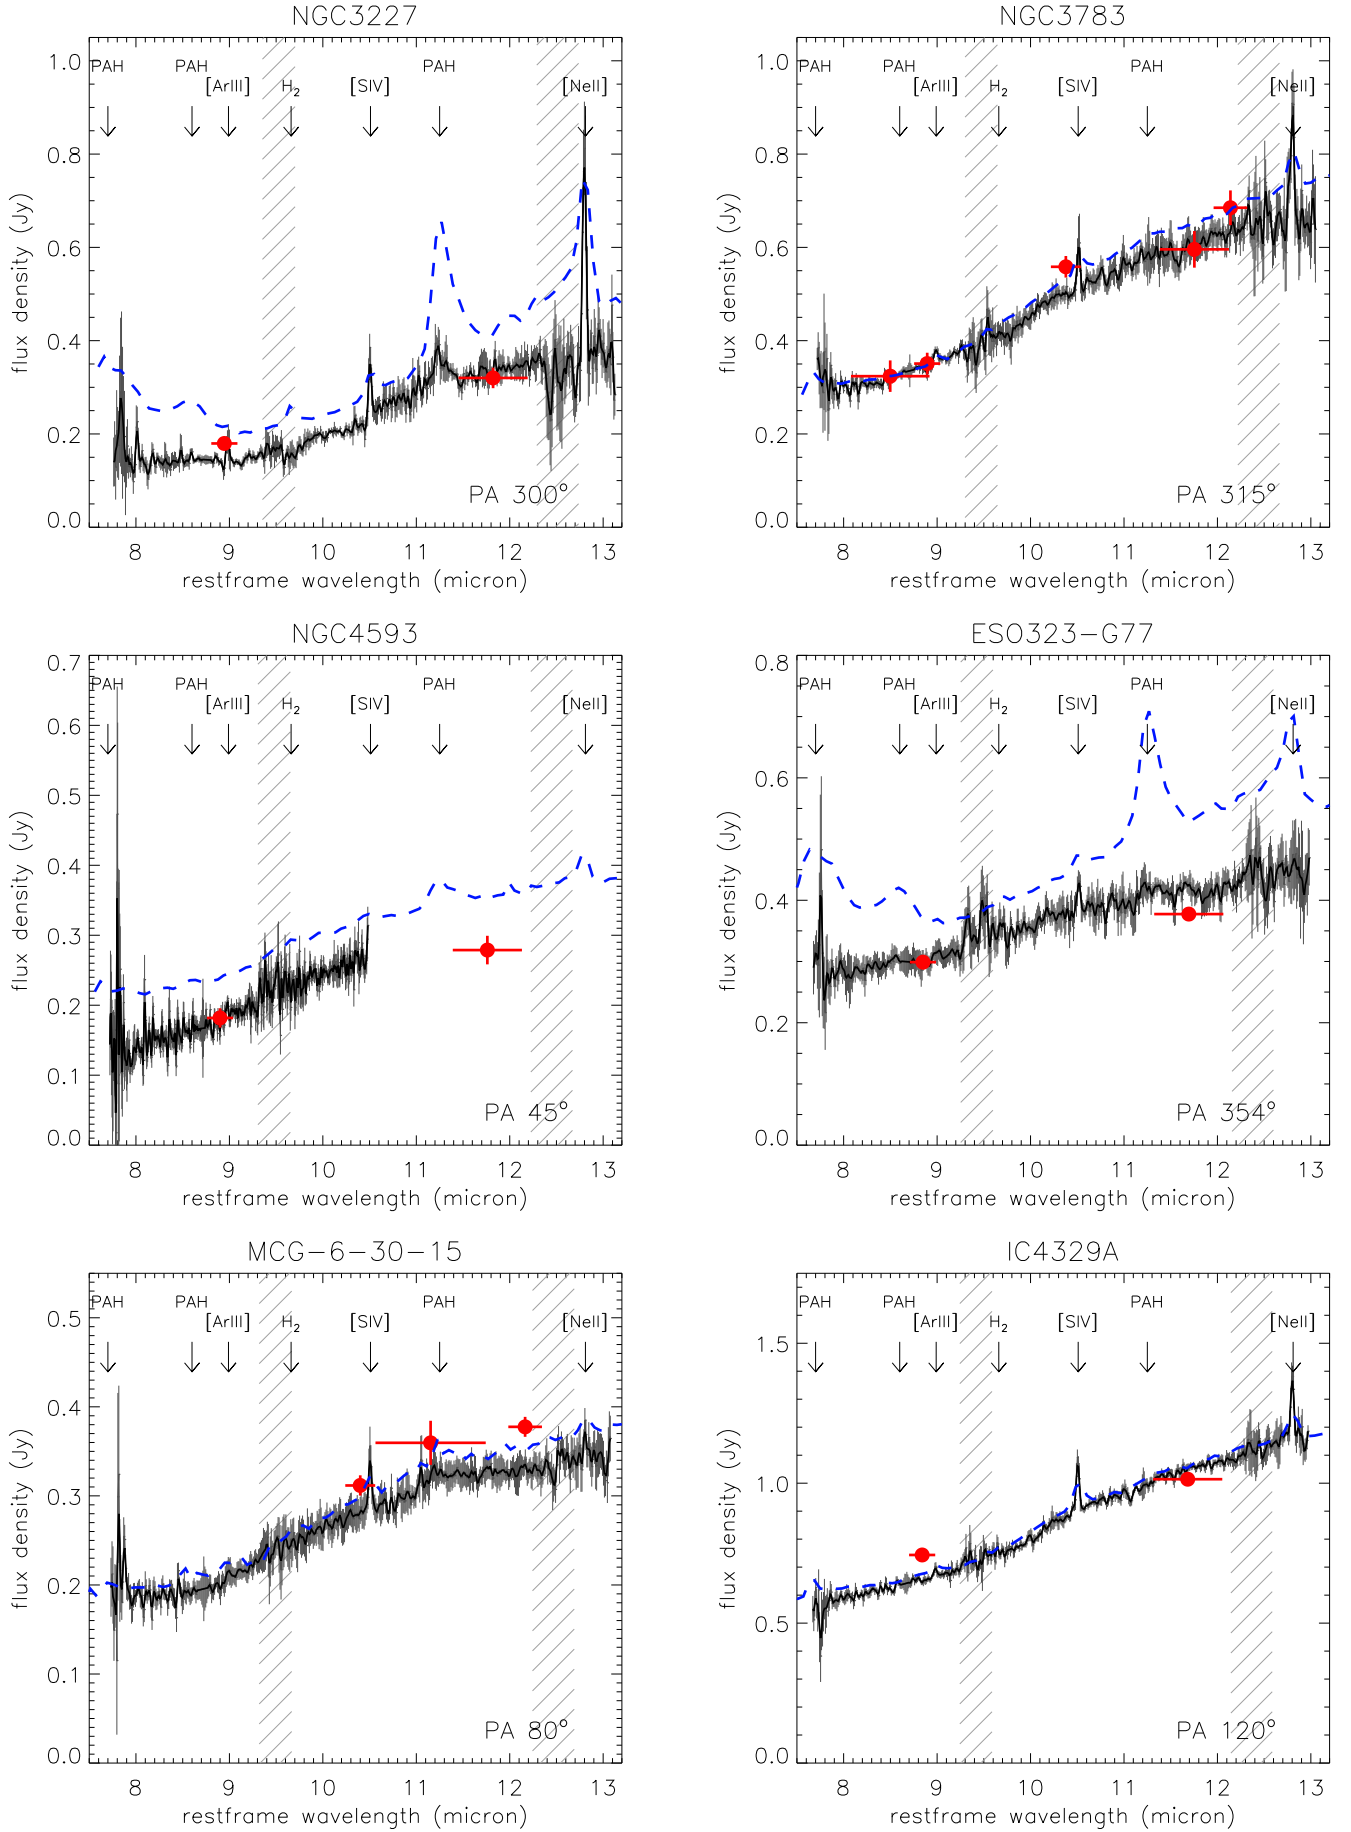 NGC3227
PAH PAH PAH
[ArIII] H2 [SIV] [NeII]
1.0
0.8
0.6
0.4
0.2
0.0
flux density (Jy)
PA 300°
8 9 10 11 12 13
restframe wavelength (micron)
NGC3783
PAH PAH PAH
[ArIII] H2 [SIV] [NeII]
1.0
0.8
0.6
0.4
0.2
0.0
flux density (Jy)
PA 315°
8 9 10 11 12 13
restframe wavelength (micron)
NGC4593
PAH PAH PAH
[ArIII] H2 [SIV] [NeII]
0.7
0.6
0.5
0.4
0.3
0.2
0.1
0.0
flux density (Jy)
PA 45°
8 9 10 11 12 13
restframe wavelength (micron)
ESO323-G77
PAH PAH PAH
[ArIII] H2 [SIV] [NeII]
0.8
0.6
0.4
0.2
0.0
flux density (Jy)
PA 354°
8 9 10 11 12 13
restframe wavelength (micron)
MCG-6-30-15
PAH PAH PAH
[ArIII] H2 [SIV] [NeII]
0.5
0.4
0.3
0.2
0.1
0.0
flux density (Jy)
PA 80°
8 9 10 11 12 13
restframe wavelength (micron)
IC4329A
PAH PAH PAH
[ArIII] H2 [SIV] [NeII]
1.5
1.0
0.5
0.0
flux density (Jy)
PA 120°
8 9 10 11 12 13
restframe wavelength (micron)